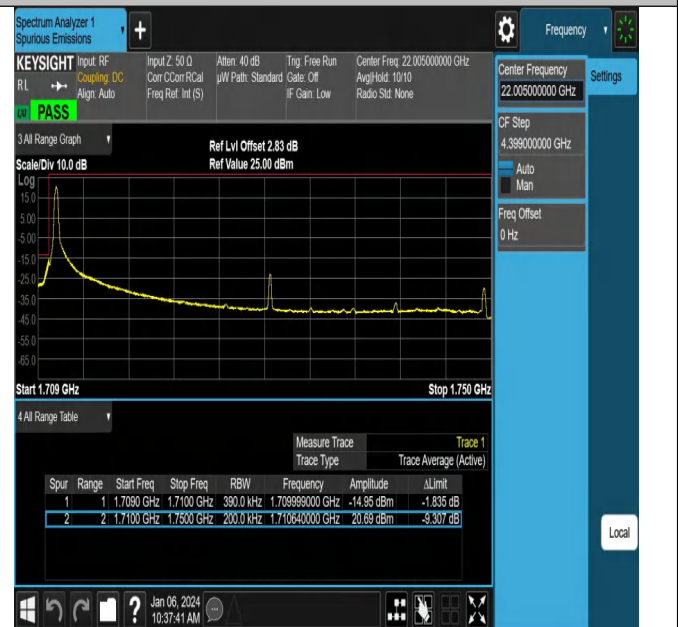 Spectrum Analyzer 1
Spurious Emissions
Frequency
KEYSIGHT Input: RF Input Z: 50 Ω Atten: 40 dB Trig: Free Run Center Freq: 22.005000000 GHz
RL Coupling: DC Corr CCorr RCal µW Path: Standard Gate: Off Avg|Hold: 10/10
Align: Auto Freq Ref: Int (S) IF Gain: Low Radio Std: None
PASS
Center Frequency
22.005000000 GHz
Settings
CF Step
4.399000000 GHz
Auto
Man
Freq Offset
0 Hz
3 All Range Graph
Ref Lvl Offset 2.83 dB
Scale/Div 10.0 dB Ref Value 25.00 dBm
Log
15.0
5.00
-5.00
-15.0
-25.0
-35.0
-45.0
-55.0
-65.0
Start 1.709 GHz Stop 1.750 GHz
4 All Range Table
Measure Trace Trace 1
Trace Type Trace Average (Active)
Spur Range Start Freq Stop Freq RBW Frequency Amplitude ΔLimit
1 1 1.7090 GHz 1.7100 GHz 390.0 kHz 1.709999000 GHz -14.95 dBm -1.835 dB
2 2 1.7100 GHz 1.7500 GHz 200.0 kHz 1.710640000 GHz 20.69 dBm -9.307 dB
Local
?
Jan 06, 2024
10:37:41 AM